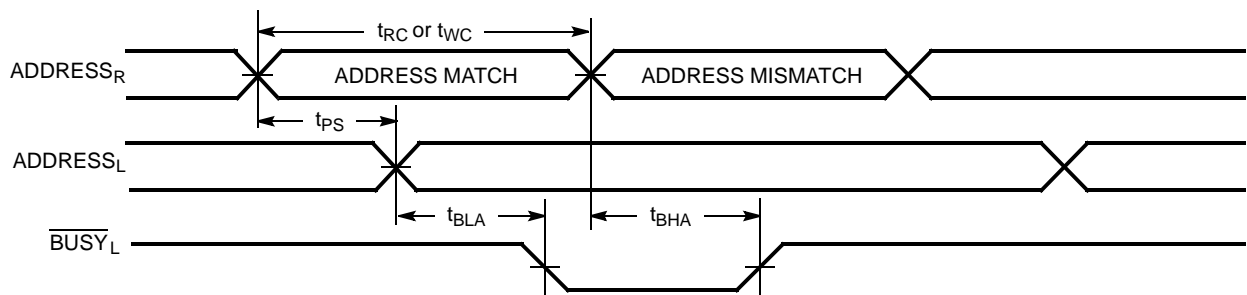 tRC or tWC
ADDRESSR
ADDRESS MATCH
ADDRESS MISMATCH
tPS
ADDRESSL
tBLA
tBHA
BUSYL